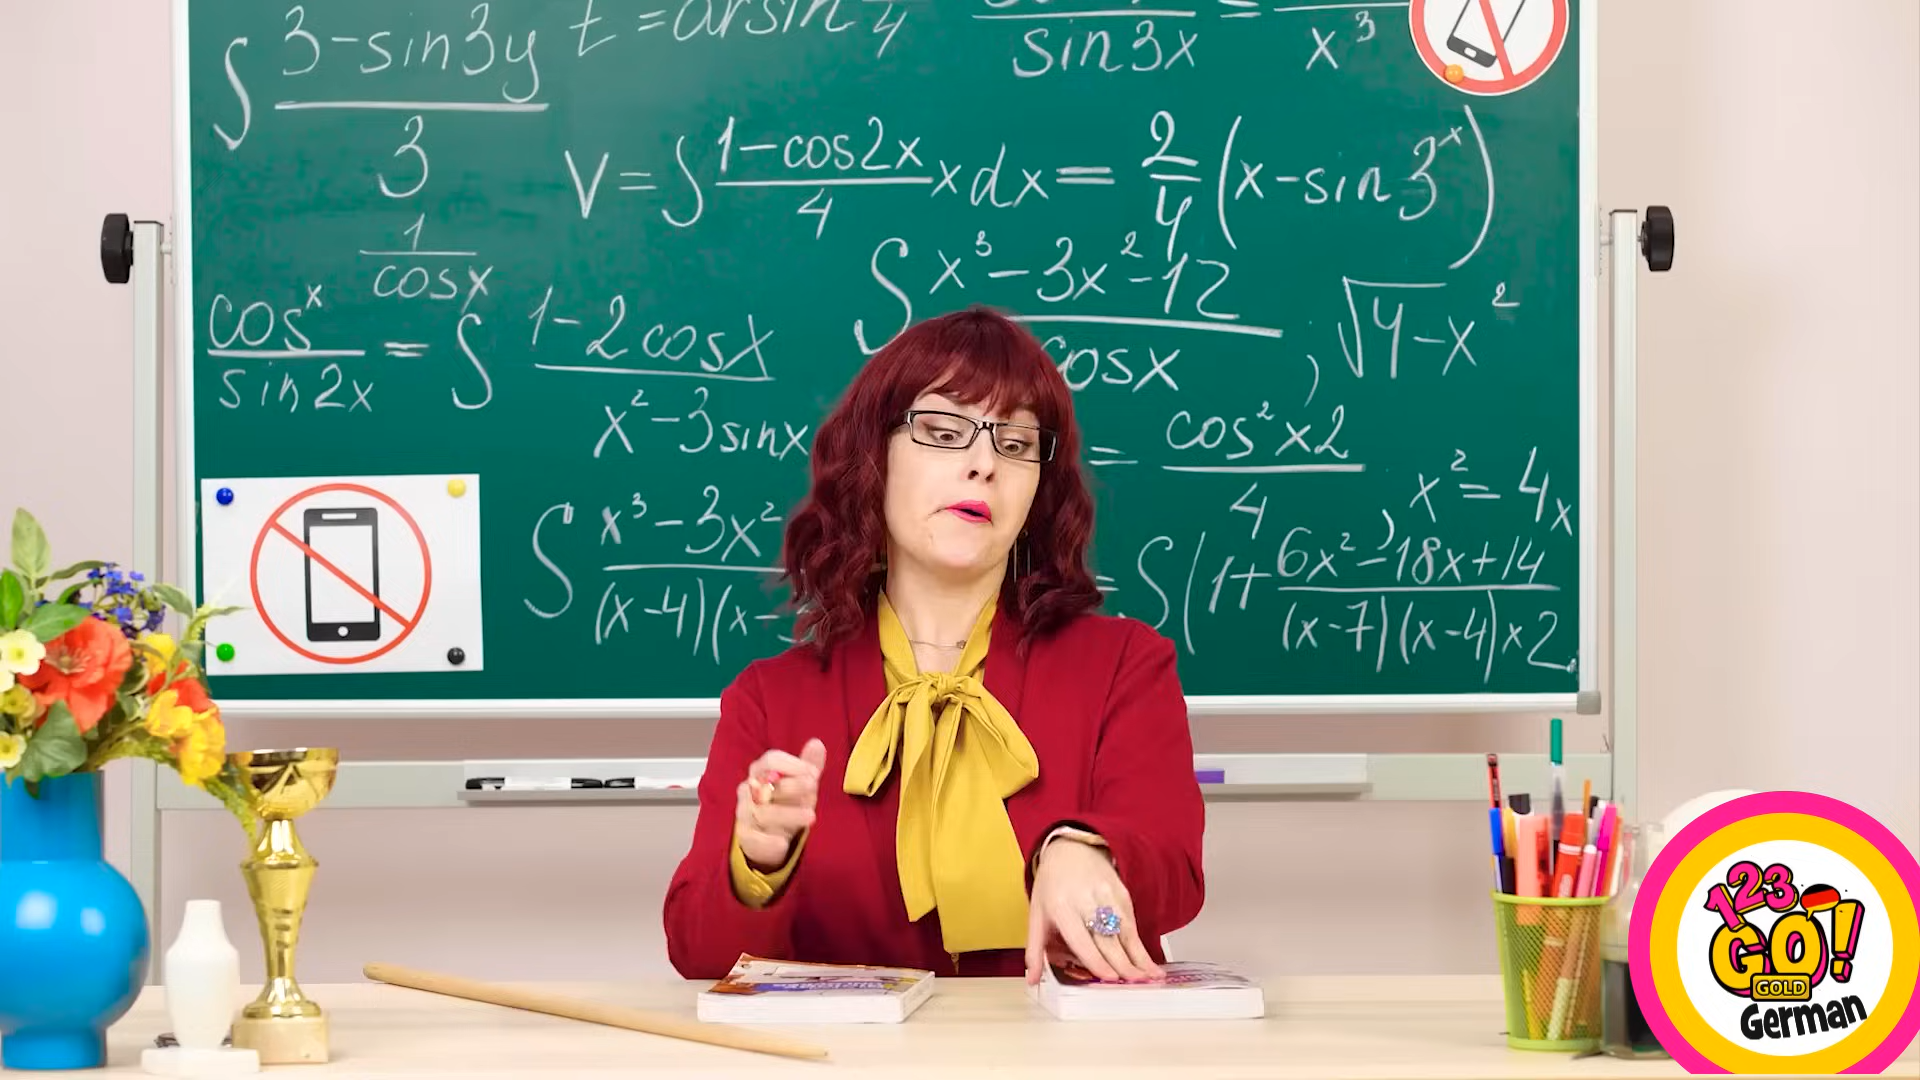 ∫ 3-sin3y / 3
t = arsin /4
sin3x = / x³
V = ∫ 1-cos2x / 4 x dx = 2/4 (x-sin3ˣ)
1 / cosx
∫ x³-3x²-12 / cosx ; √4-x ²
cosˣ / sin2x = ∫ 1-2cosx / x²-3sinx
= cos²x2 / 4
x² = 4x
∫ x³-3x² / (x-4)(x-
= ∫(1+ 6x²-18x+14 / (x-7)(x-4)x2
123
GO!
GOLD
German